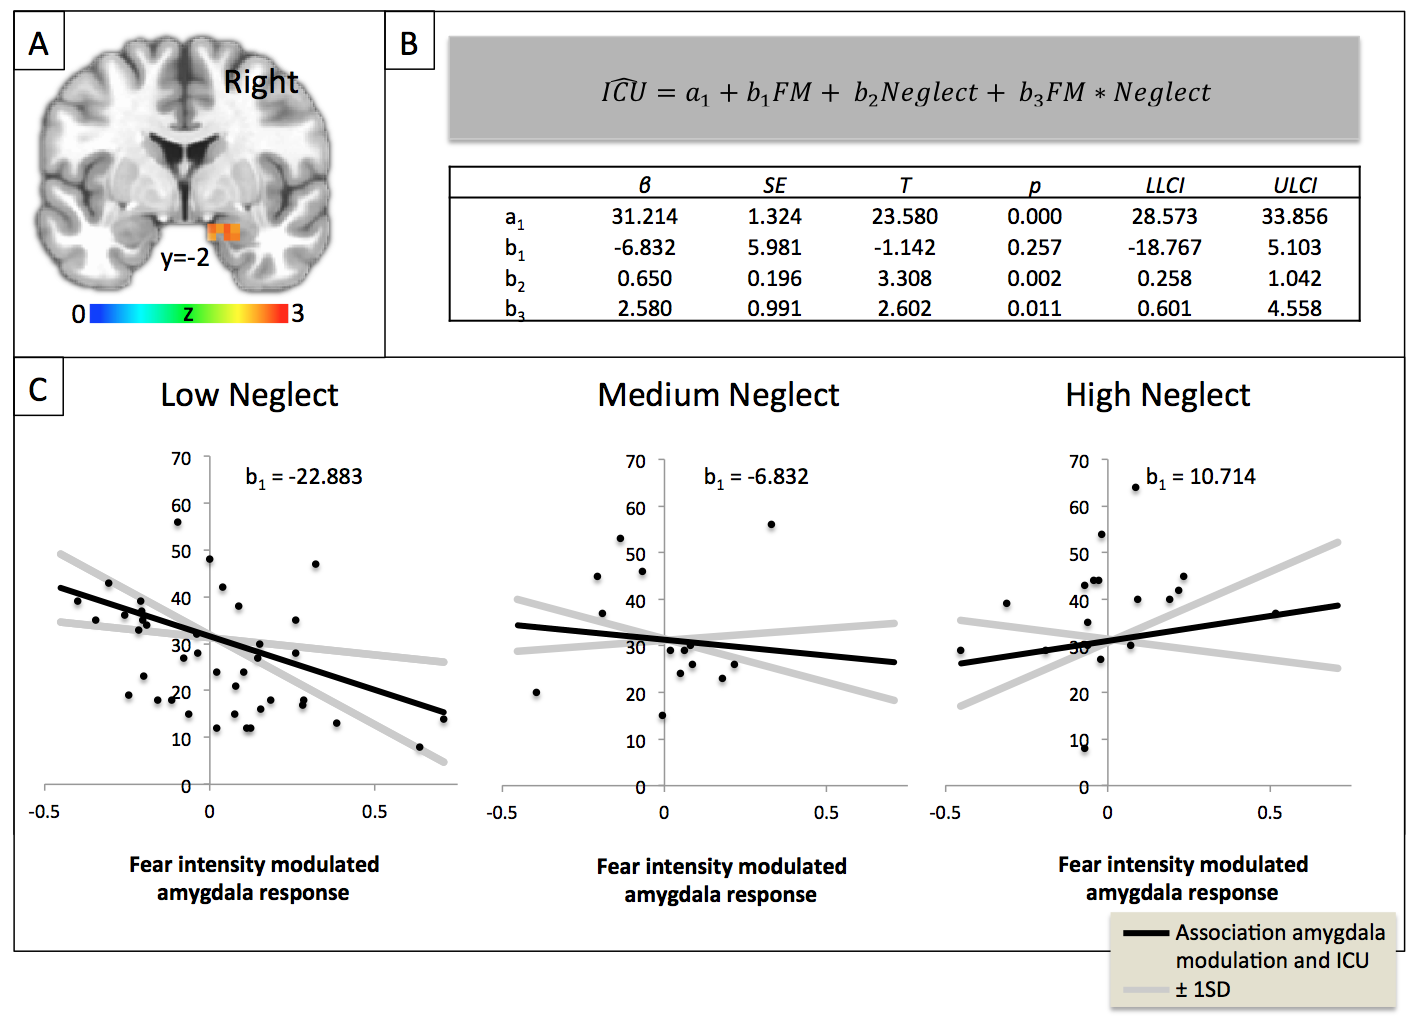 A
Right
y=-2
0 z 3
B
ICU^ = a₁ + b₁FM + b₂Neglect + b₃FM * Neglect
β SE T p LLCI ULCI
a₁ 31.214 1.324 23.580 0.000 28.573 33.856
b₁ -6.832 5.981 -1.142 0.257 -18.767 5.103
b₂ 0.650 0.196 3.308 0.002 0.258 1.042
b₃ 2.580 0.991 2.602 0.011 0.601 4.558
C
Low Neglect
b₁ = -22.883
70
60
50
40
30
20
10
0
-0.5 0 0.5
Fear intensity modulated
amygdala response
Medium Neglect
b₁ = -6.832
70
60
50
40
30
20
10
0
-0.5 0 0.5
Fear intensity modulated
amygdala response
High Neglect
b₁ = 10.714
70
60
50
40
30
20
10
0
-0.5 0 0.5
Fear intensity modulated
amygdala response
Association amygdala
modulation and ICU
± 1SD